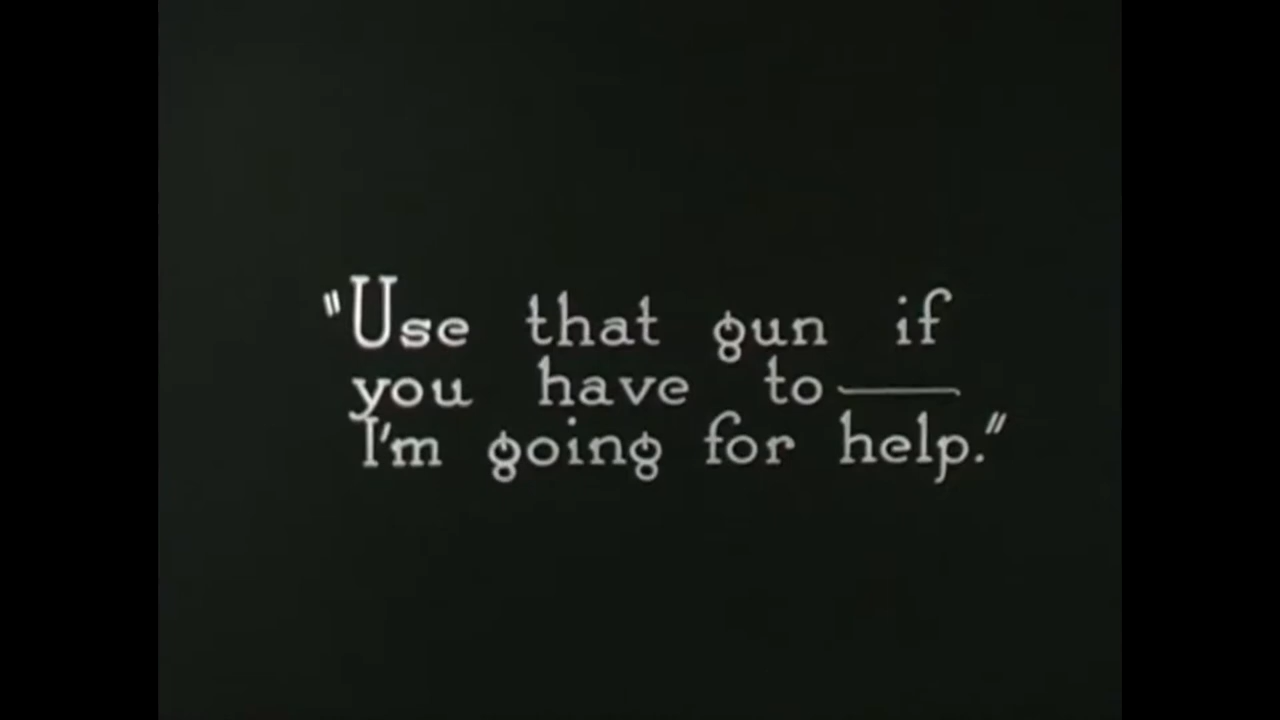 "Use that gun if
you have to——
I'm going for help."